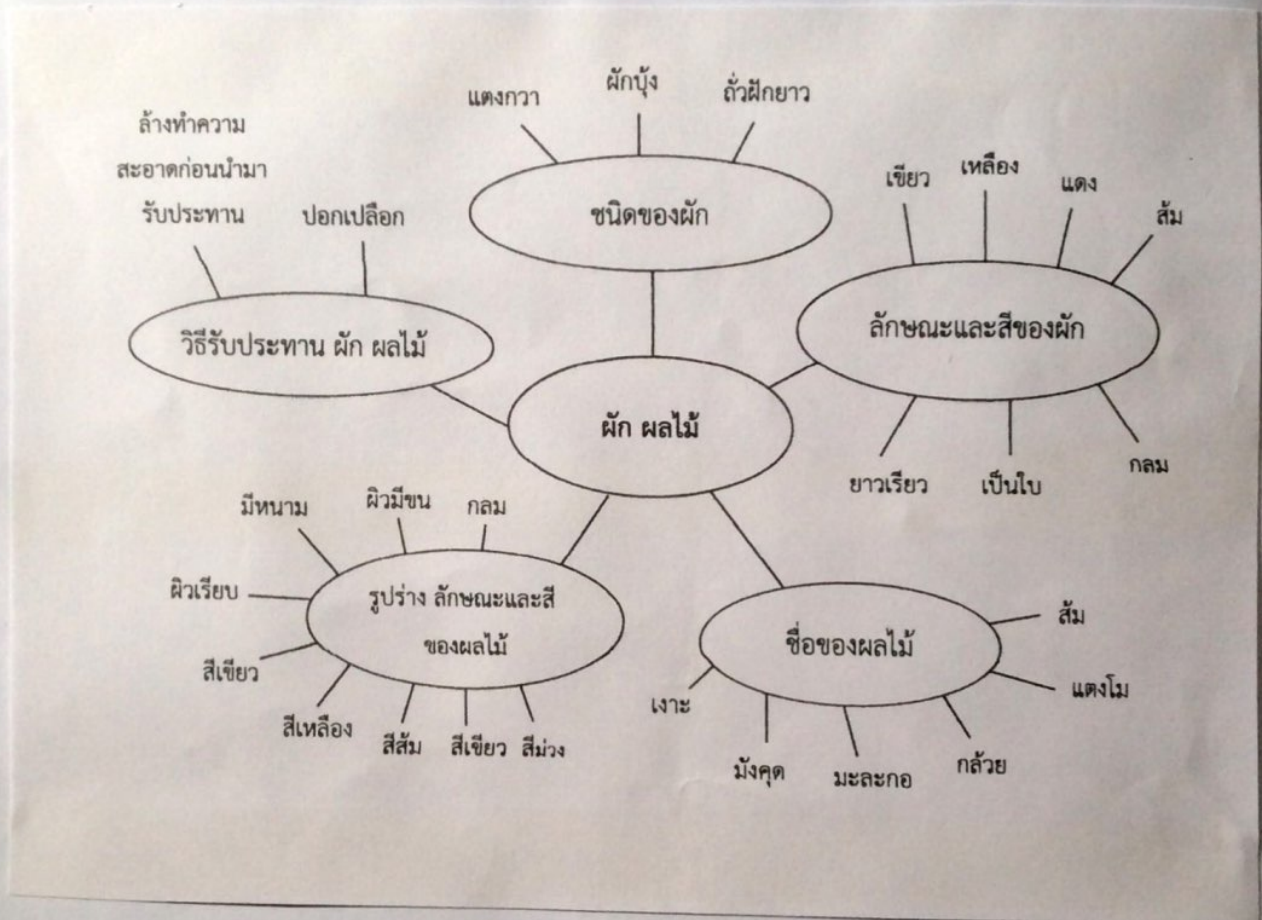 แตงกวา
ผักบุ้ง
ถั่วฝักยาว
ชนิดของผัก
ล้างทำความ
สะอาดก่อนนำมา
รับประทาน
ปอกเปลือก
วิธีรับประทาน ผัก ผลไม้
เขียว
เหลือง
แดง
ส้ม
ลักษณะและสีของผัก
ยาวเรียว
เป็นใบ
กลม
ผัก ผลไม้
มีหนาม
ผิวมีขน
กลม
ผิวเรียบ
รูปร่าง ลักษณะและสี
ของผลไม้
สีเขียว
สีเหลือง
สีส้ม
สีเขียว
สีม่วง
ชื่อของผลไม้
ส้ม
แตงโม
เงาะ
มังคุด
มะละกอ
กล้วย